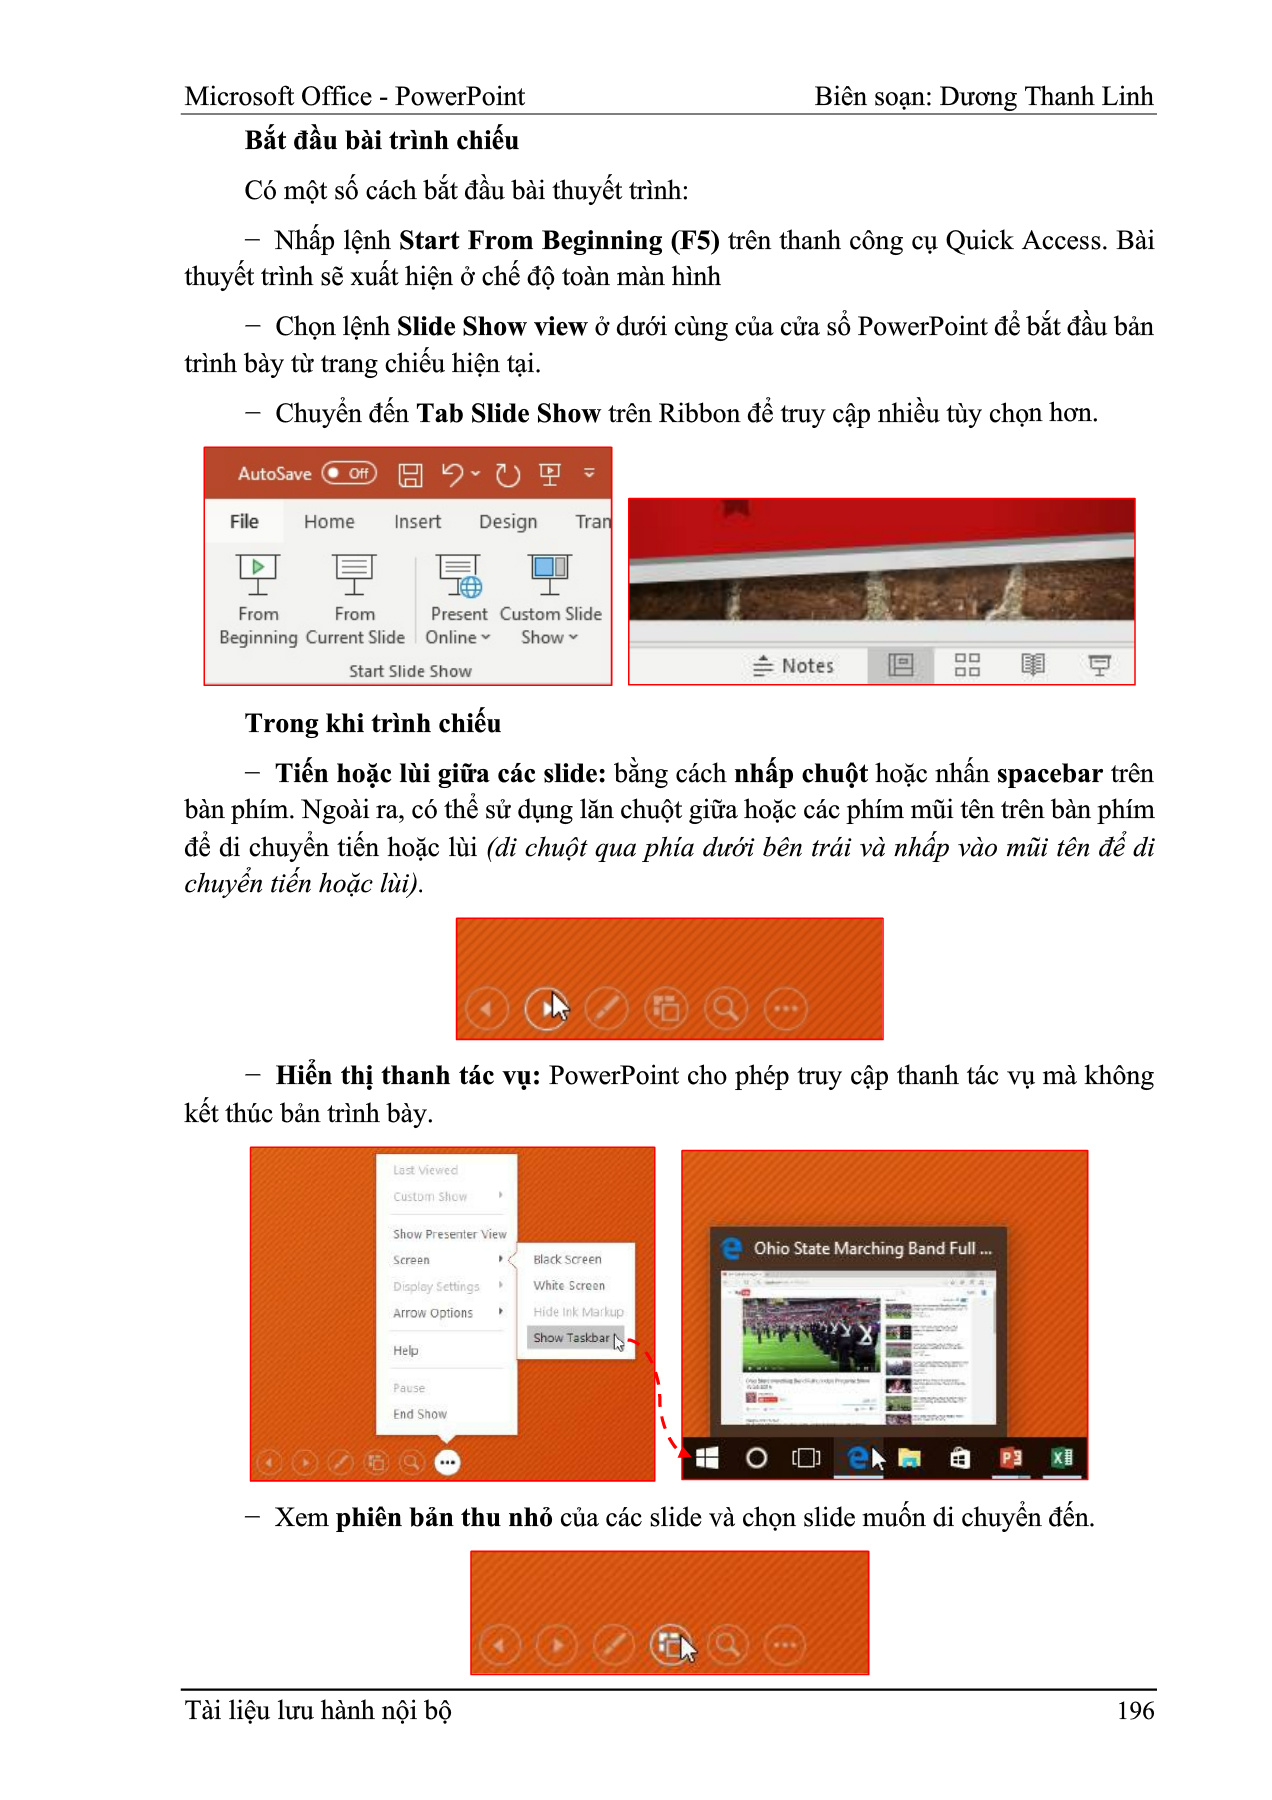 Microsoft Office - PowerPoint Biên soạn: Dương Thanh Linh
Bắt đầu bài trình chiếu
Có một số cách bắt đầu bài thuyết trình:
− Nhấp lệnh Start From Beginning (F5) trên thanh công cụ Quick Access. Bài
thuyết trình sẽ xuất hiện ở chế độ toàn màn hình
− Chọn lệnh Slide Show view ở dưới cùng của cửa sổ PowerPoint để bắt đầu bản
trình bày từ trang chiếu hiện tại.
− Chuyển đến Tab Slide Show trên Ribbon để truy cập nhiều tùy chọn hơn.
AutoSave Off
File Home Insert Design Tran
From From Present Custom Slide
Beginning Current Slide Online Show
Start Slide Show
Notes
Trong khi trình chiếu
− Tiến hoặc lùi giữa các slide: bằng cách nhấp chuột hoặc nhấn spacebar trên
bàn phím. Ngoài ra, có thể sử dụng lăn chuột giữa hoặc các phím mũi tên trên bàn phím
để di chuyển tiến hoặc lùi (di chuột qua phía dưới bên trái và nhấp vào mũi tên để di
chuyển tiến hoặc lùi).
− Hiển thị thanh tác vụ: PowerPoint cho phép truy cập thanh tác vụ mà không
kết thúc bản trình bày.
Last Viewed
Custom Show
Show Presenter View
Screen
Display Settings
Arrow Options
Help
Pause
End Show
Black Screen
White Screen
Hide Ink Markup
Show Taskbar
Ohio State Marching Band Full ...
− Xem phiên bản thu nhỏ của các slide và chọn slide muốn di chuyển đến.
Tài liệu lưu hành nội bộ 196